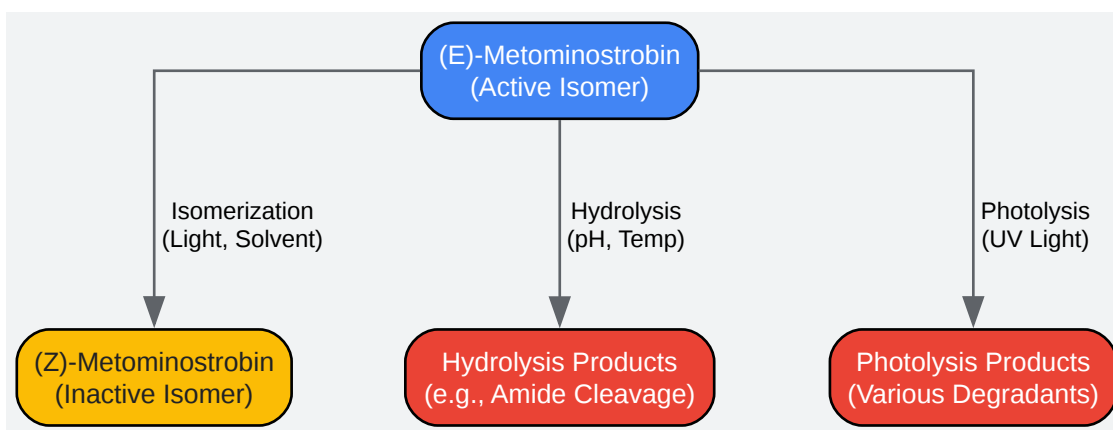 (E)-Metominostrobin
(Active Isomer)
Isomerization
(Light, Solvent)
Hydrolysis
(pH, Temp)
Photolysis
(UV Light)
(Z)-Metominostrobin
(Inactive Isomer)
Hydrolysis Products
(e.g., Amide Cleavage)
Photolysis Products
(Various Degradants)